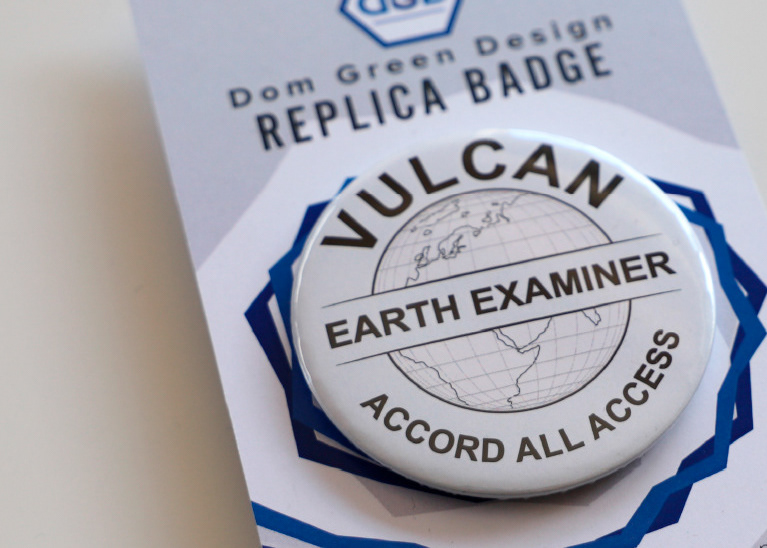 Dom Green Design
REPLICA BADGE
VULCAN
EARTH EXAMINER
ACCORD ALL ACCESS